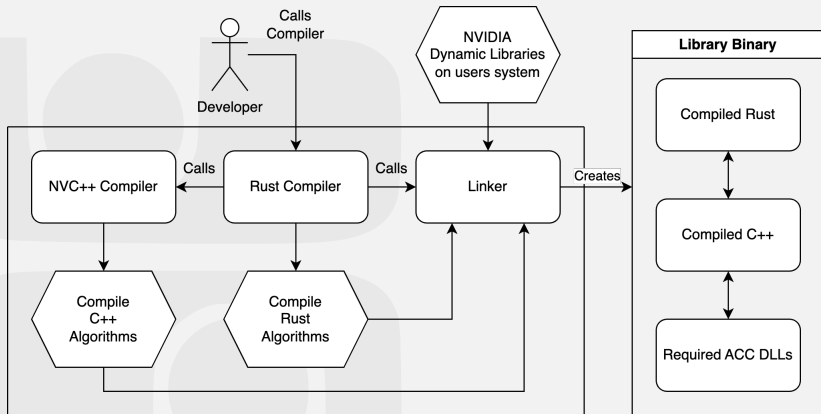 Calls
Compiler
Developer
NVIDIA
Dynamic Libraries
on users system
Library Binary
NVC++ Compiler
Calls
Rust Compiler
Calls
Linker
Creates
Compiled Rust
Compiled C++
Required ACC DLLs
Compile
C++
Algorithms
Compile
Rust
Algorithms